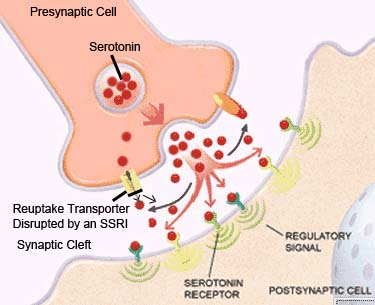 Presynaptic Cell
Serotonin
Reuptake Transporter
Disrupted by an SSRI
Synaptic Cleft
REGULATORY
SIGNAL
SEROTONIN
RECEPTOR
POSTSYNAPTIC CELL